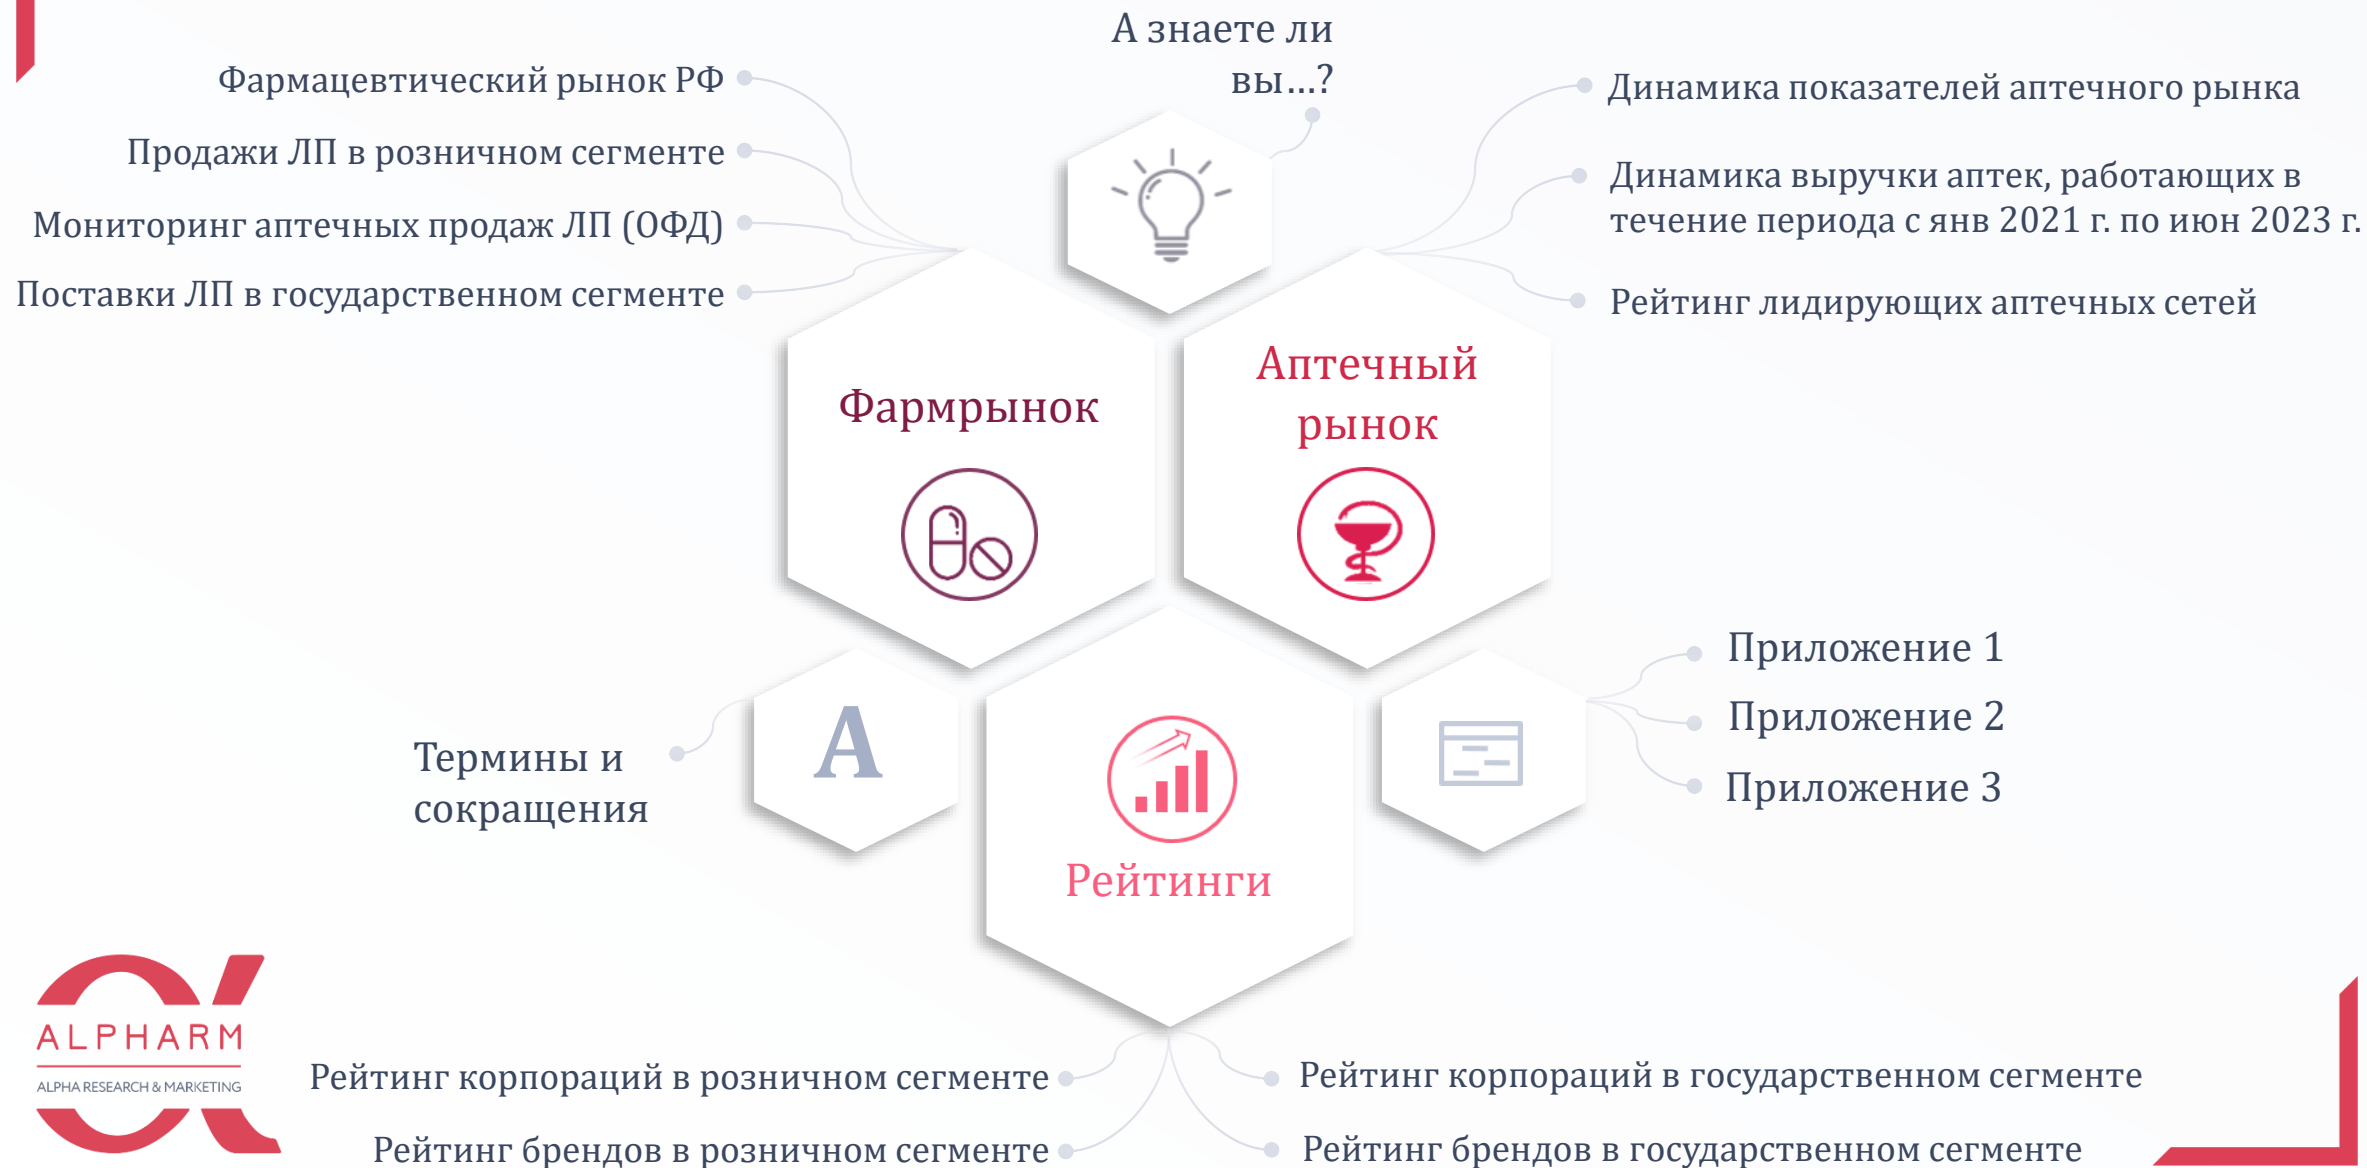 А знаете ли
вы...?
Фармацевтический рынок РФ
Продажи ЛП в розничном сегменте
Мониторинг аптечных продаж ЛП (ОФД)
Поставки ЛП в государственном сегменте
Динамика показателей аптечного рынка
Динамика выручки аптек, работающих в
течение периода с янв 2021 г. по июн 2023 г.
Рейтинг лидирующих аптечных сетей
Фармрынок
Аптечный
рынок
Термины и
сокращения
А
Рейтинги
Приложение 1
Приложение 2
Приложение 3
ALPHARM
ALPHA RESEARCH & MARKETING
Рейтинг корпораций в розничном сегменте
Рейтинг брендов в розничном сегменте
Рейтинг корпораций в государственном сегменте
Рейтинг брендов в государственном сегменте